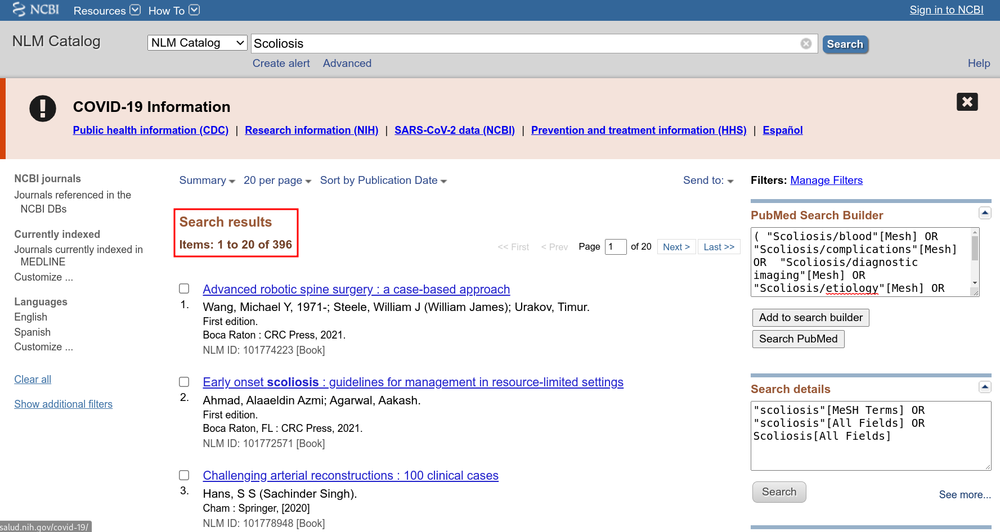 NCBI Resources How To Sign in to NCBI
NLM Catalog NLM Catalog Scoliosis Search
Create alert Advanced Help
COVID-19 Information
Public health information (CDC) | Research information (NIH) | SARS-CoV-2 data (NCBI) | Prevention and treatment information (HHS) | Español
NCBI journals
Journals referenced in the
NCBI DBs
Currently indexed
Journals currently indexed in
MEDLINE
Customize ...
Languages
English
Spanish
Customize ...
Clear all
Show additional filters
Summary 20 per page Sort by Publication Date Send to:
Search results
Items: 1 to 20 of 396
<< First < Prev Page 1 of 20 Next > Last >>
Advanced robotic spine surgery : a case-based approach
1. Wang, Michael Y, 1971-; Steele, William J (William James); Urakov, Timur.
First edition.
Boca Raton : CRC Press, 2021.
NLM ID: 101774223 [Book]
Early onset scoliosis : guidelines for management in resource-limited settings
2. Ahmad, Alaaeldin Azmi; Agarwal, Aakash.
First edition.
Boca Raton, FL : CRC Press, 2021.
NLM ID: 101772571 [Book]
Challenging arterial reconstructions : 100 clinical cases
3. Hans, S S (Sachinder Singh).
Cham : Springer, [2020]
NLM ID: 101778948 [Book]
Filters: Manage Filters
PubMed Search Builder
( "Scoliosis/blood"[Mesh] OR
"Scoliosis/complications"[Mesh]
OR "Scoliosis/diagnostic
imaging"[Mesh] OR
"Scoliosis/etiology"[Mesh] OR
Add to search builder
Search PubMed
Search details
"scoliosis"[MeSH Terms] OR
"scoliosis"[All Fields] OR
Scoliosis[All Fields]
Search See more...
salud.nih.gov/covid-19/